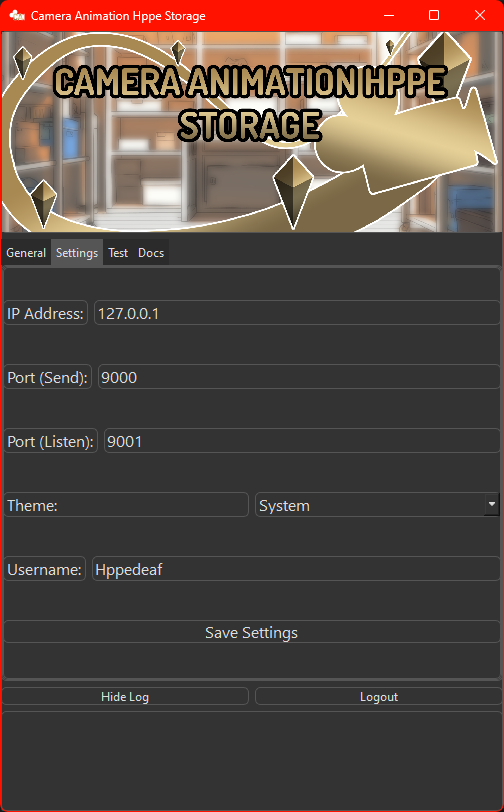 Camera Animation Hppe Storage
CAMERA ANIMATION HPPE
STORAGE
General Settings Test Docs
IP Address: 127.0.0.1
Port (Send): 9000
Port (Listen): 9001
Theme: System
Username: Hppedeaf
Save Settings
Hide Log Logout